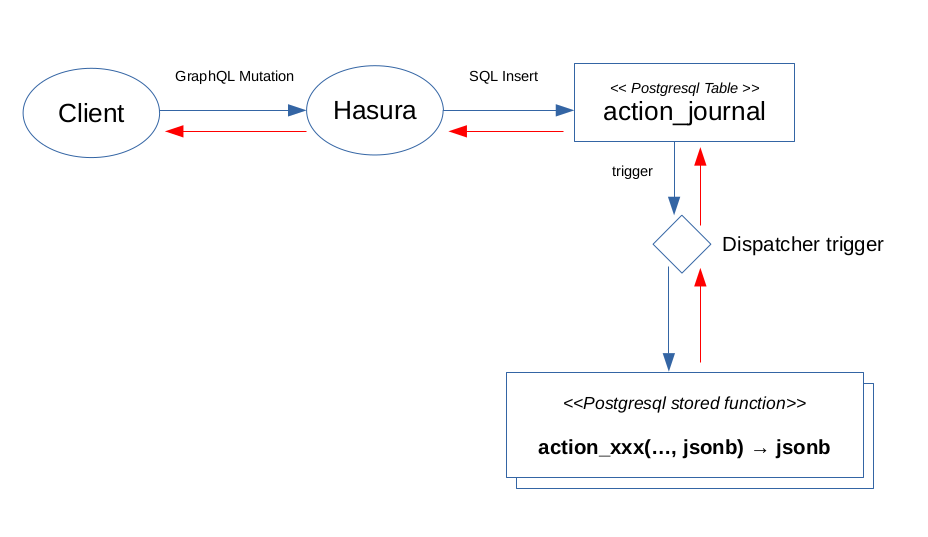 GraphQL Mutation
SQL Insert
Client
Hasura
<< Postgresql Table >>
action_journal
trigger
Dispatcher trigger
<<Postgresql stored function>>
action_xxx(…, jsonb) → jsonb